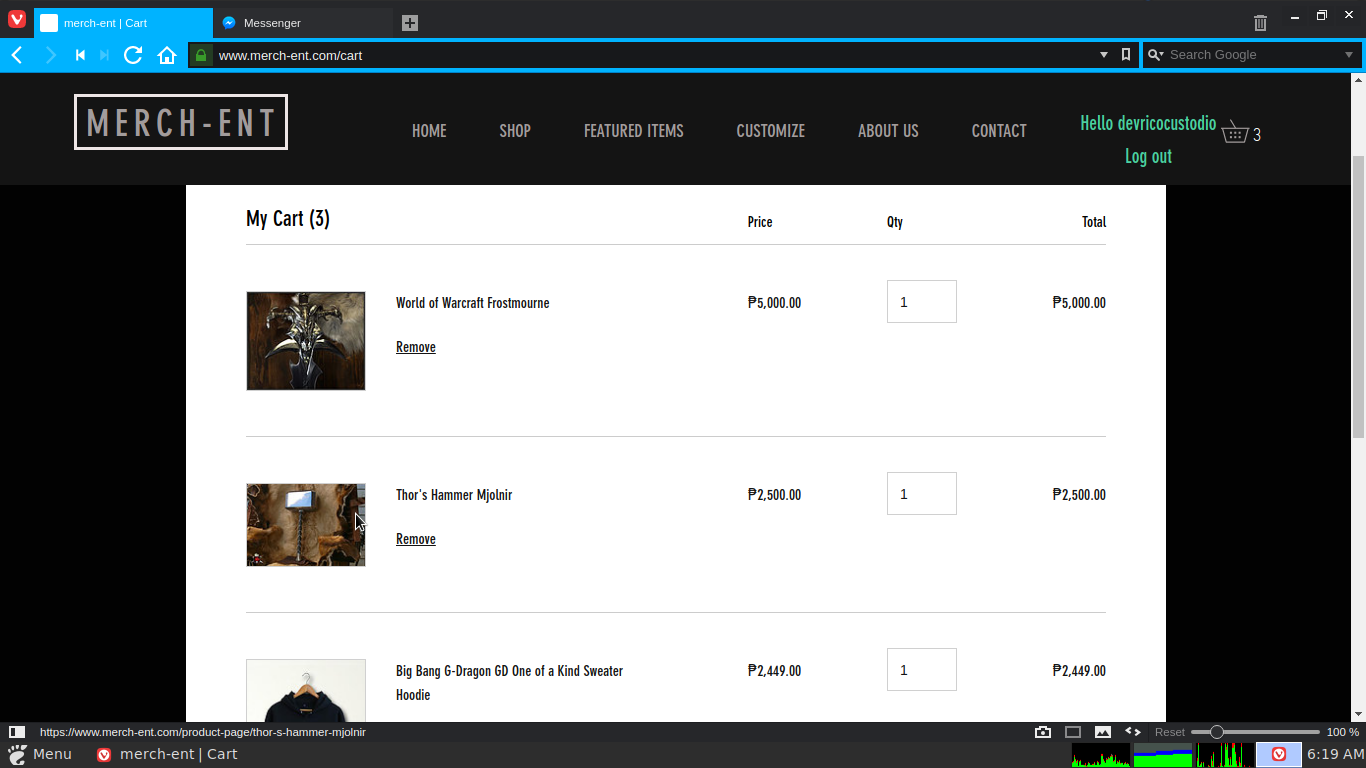 merch-ent | Cart
Messenger
www.merch-ent.com/cart
Search Google
MERCH-ENT
HOME
SHOP
FEATURED ITEMS
CUSTOMIZE
ABOUT US
CONTACT
Hello devricocustodio
3
Log out
My Cart (3)
Price
Qty
Total
World of Warcraft Frostmourne
₱5,000.00
1
₱5,000.00
Remove
Thor's Hammer Mjolnir
₱2,500.00
1
₱2,500.00
Remove
Big Bang G-Dragon GD One of a Kind Sweater
Hoodie
₱2,449.00
1
₱2,449.00
https://www.merch-ent.com/product-page/thor-s-hammer-mjolnir
Reset
100 %
Menu
merch-ent | Cart
6:19 AM